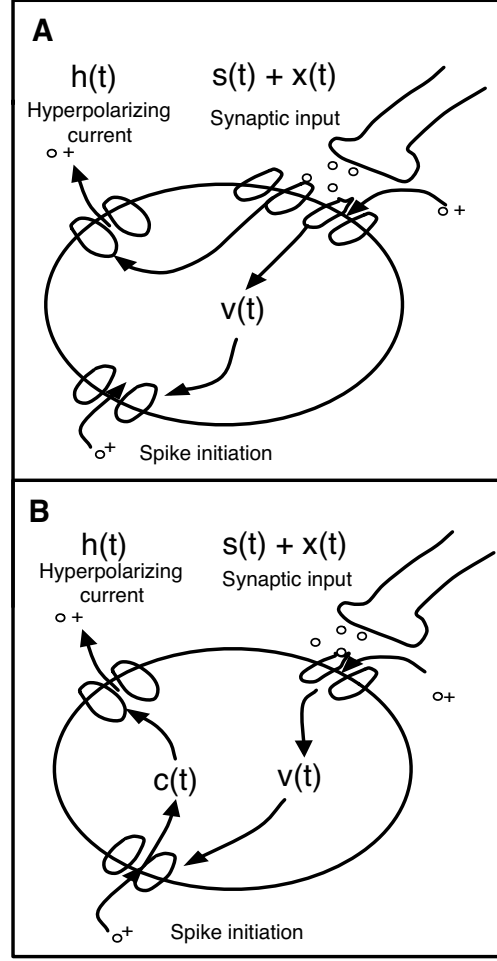 A
h(t)
s(t) + x(t)
Hyperpolarizing
current
Synaptic input
+
+
v(t)
+
Spike initiation
B
h(t)
s(t) + x(t)
Hyperpolarizing
current
Synaptic input
+
+
c(t)
v(t)
+
Spike initiation